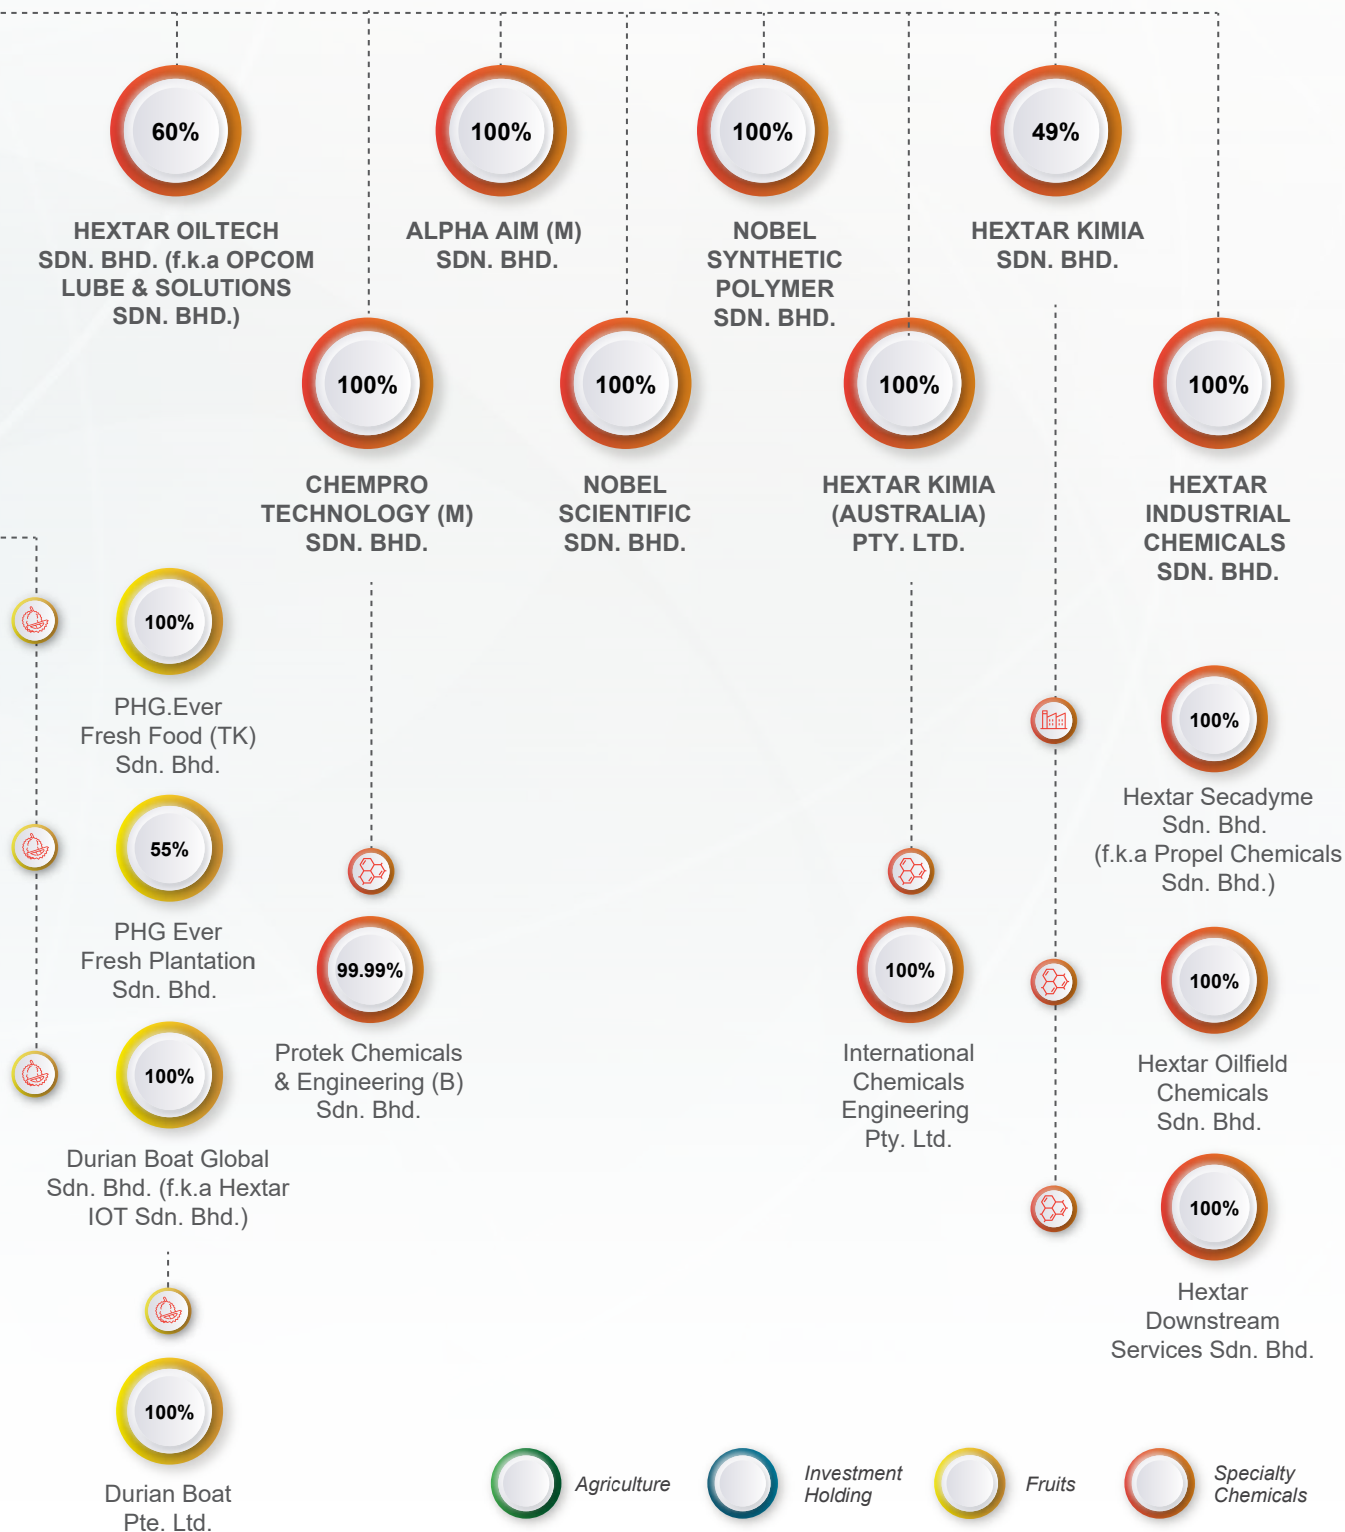 60%
HEXTAR OILTECH
SDN. BHD. (f.k.a OPCOM
LUBE & SOLUTIONS
SDN. BHD.)
100%
ALPHA AIM (M)
SDN. BHD.
100%
NOBEL
SYNTHETIC
POLYMER
SDN. BHD.
49%
HEXTAR KIMIA
SDN. BHD.
100%
CHEMPRO
TECHNOLOGY (M)
SDN. BHD.
100%
NOBEL
SCIENTIFIC
SDN. BHD.
100%
HEXTAR KIMIA
(AUSTRALIA)
PTY. LTD.
100%
HEXTAR
INDUSTRIAL
CHEMICALS
SDN. BHD.
100%
PHG.Ever
Fresh Food (TK)
Sdn. Bhd.
55%
PHG Ever
Fresh Plantation
Sdn. Bhd.
100%
Durian Boat Global
Sdn. Bhd. (f.k.a Hextar
IOT Sdn. Bhd.)
100%
Durian Boat
Pte. Ltd.
99.99%
Protek Chemicals
& Engineering (B)
Sdn. Bhd.
100%
International
Chemicals
Engineering
Pty. Ltd.
100%
Hextar Secadyme
Sdn. Bhd.
(f.k.a Propel Chemicals
Sdn. Bhd.)
100%
Hextar Oilfield
Chemicals
Sdn. Bhd.
100%
Hextar
Downstream
Services Sdn. Bhd.
Agriculture
Investment
Holding
Fruits
Specialty
Chemicals